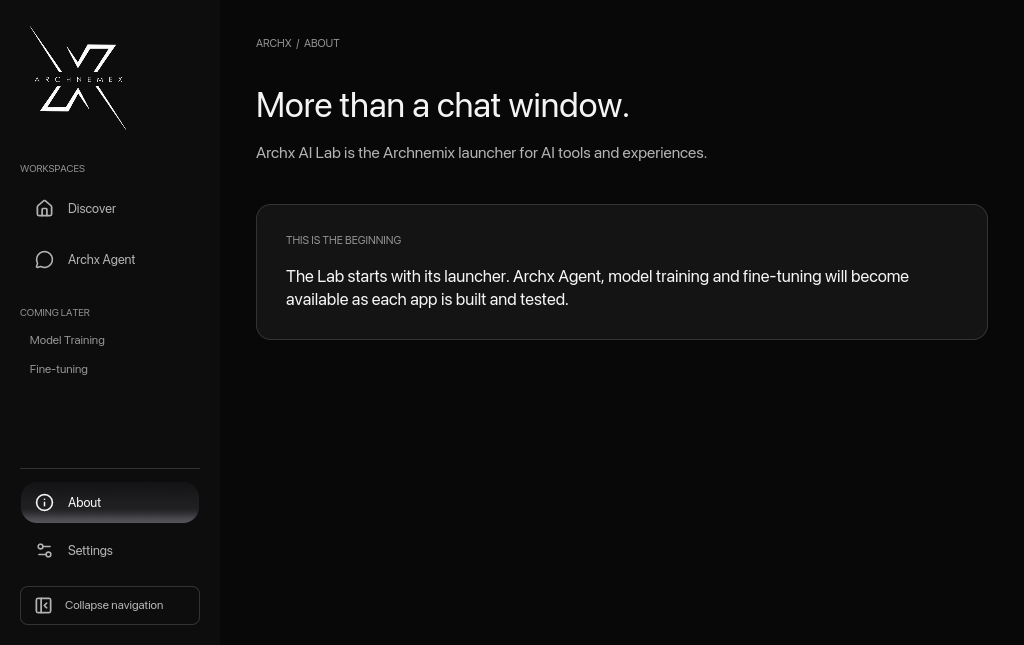 ARCHNEMEX
WORKSPACES
Discover
Archx Agent
COMING LATER
Model Training
Fine-tuning
About
Settings
Collapse navigation
ARCHX / ABOUT
More than a chat window.
Archx AI Lab is the Archnemix launcher for AI tools and experiences.
THIS IS THE BEGINNING
The Lab starts with its launcher. Archx Agent, model training and fine-tuning will become
available as each app is built and tested.